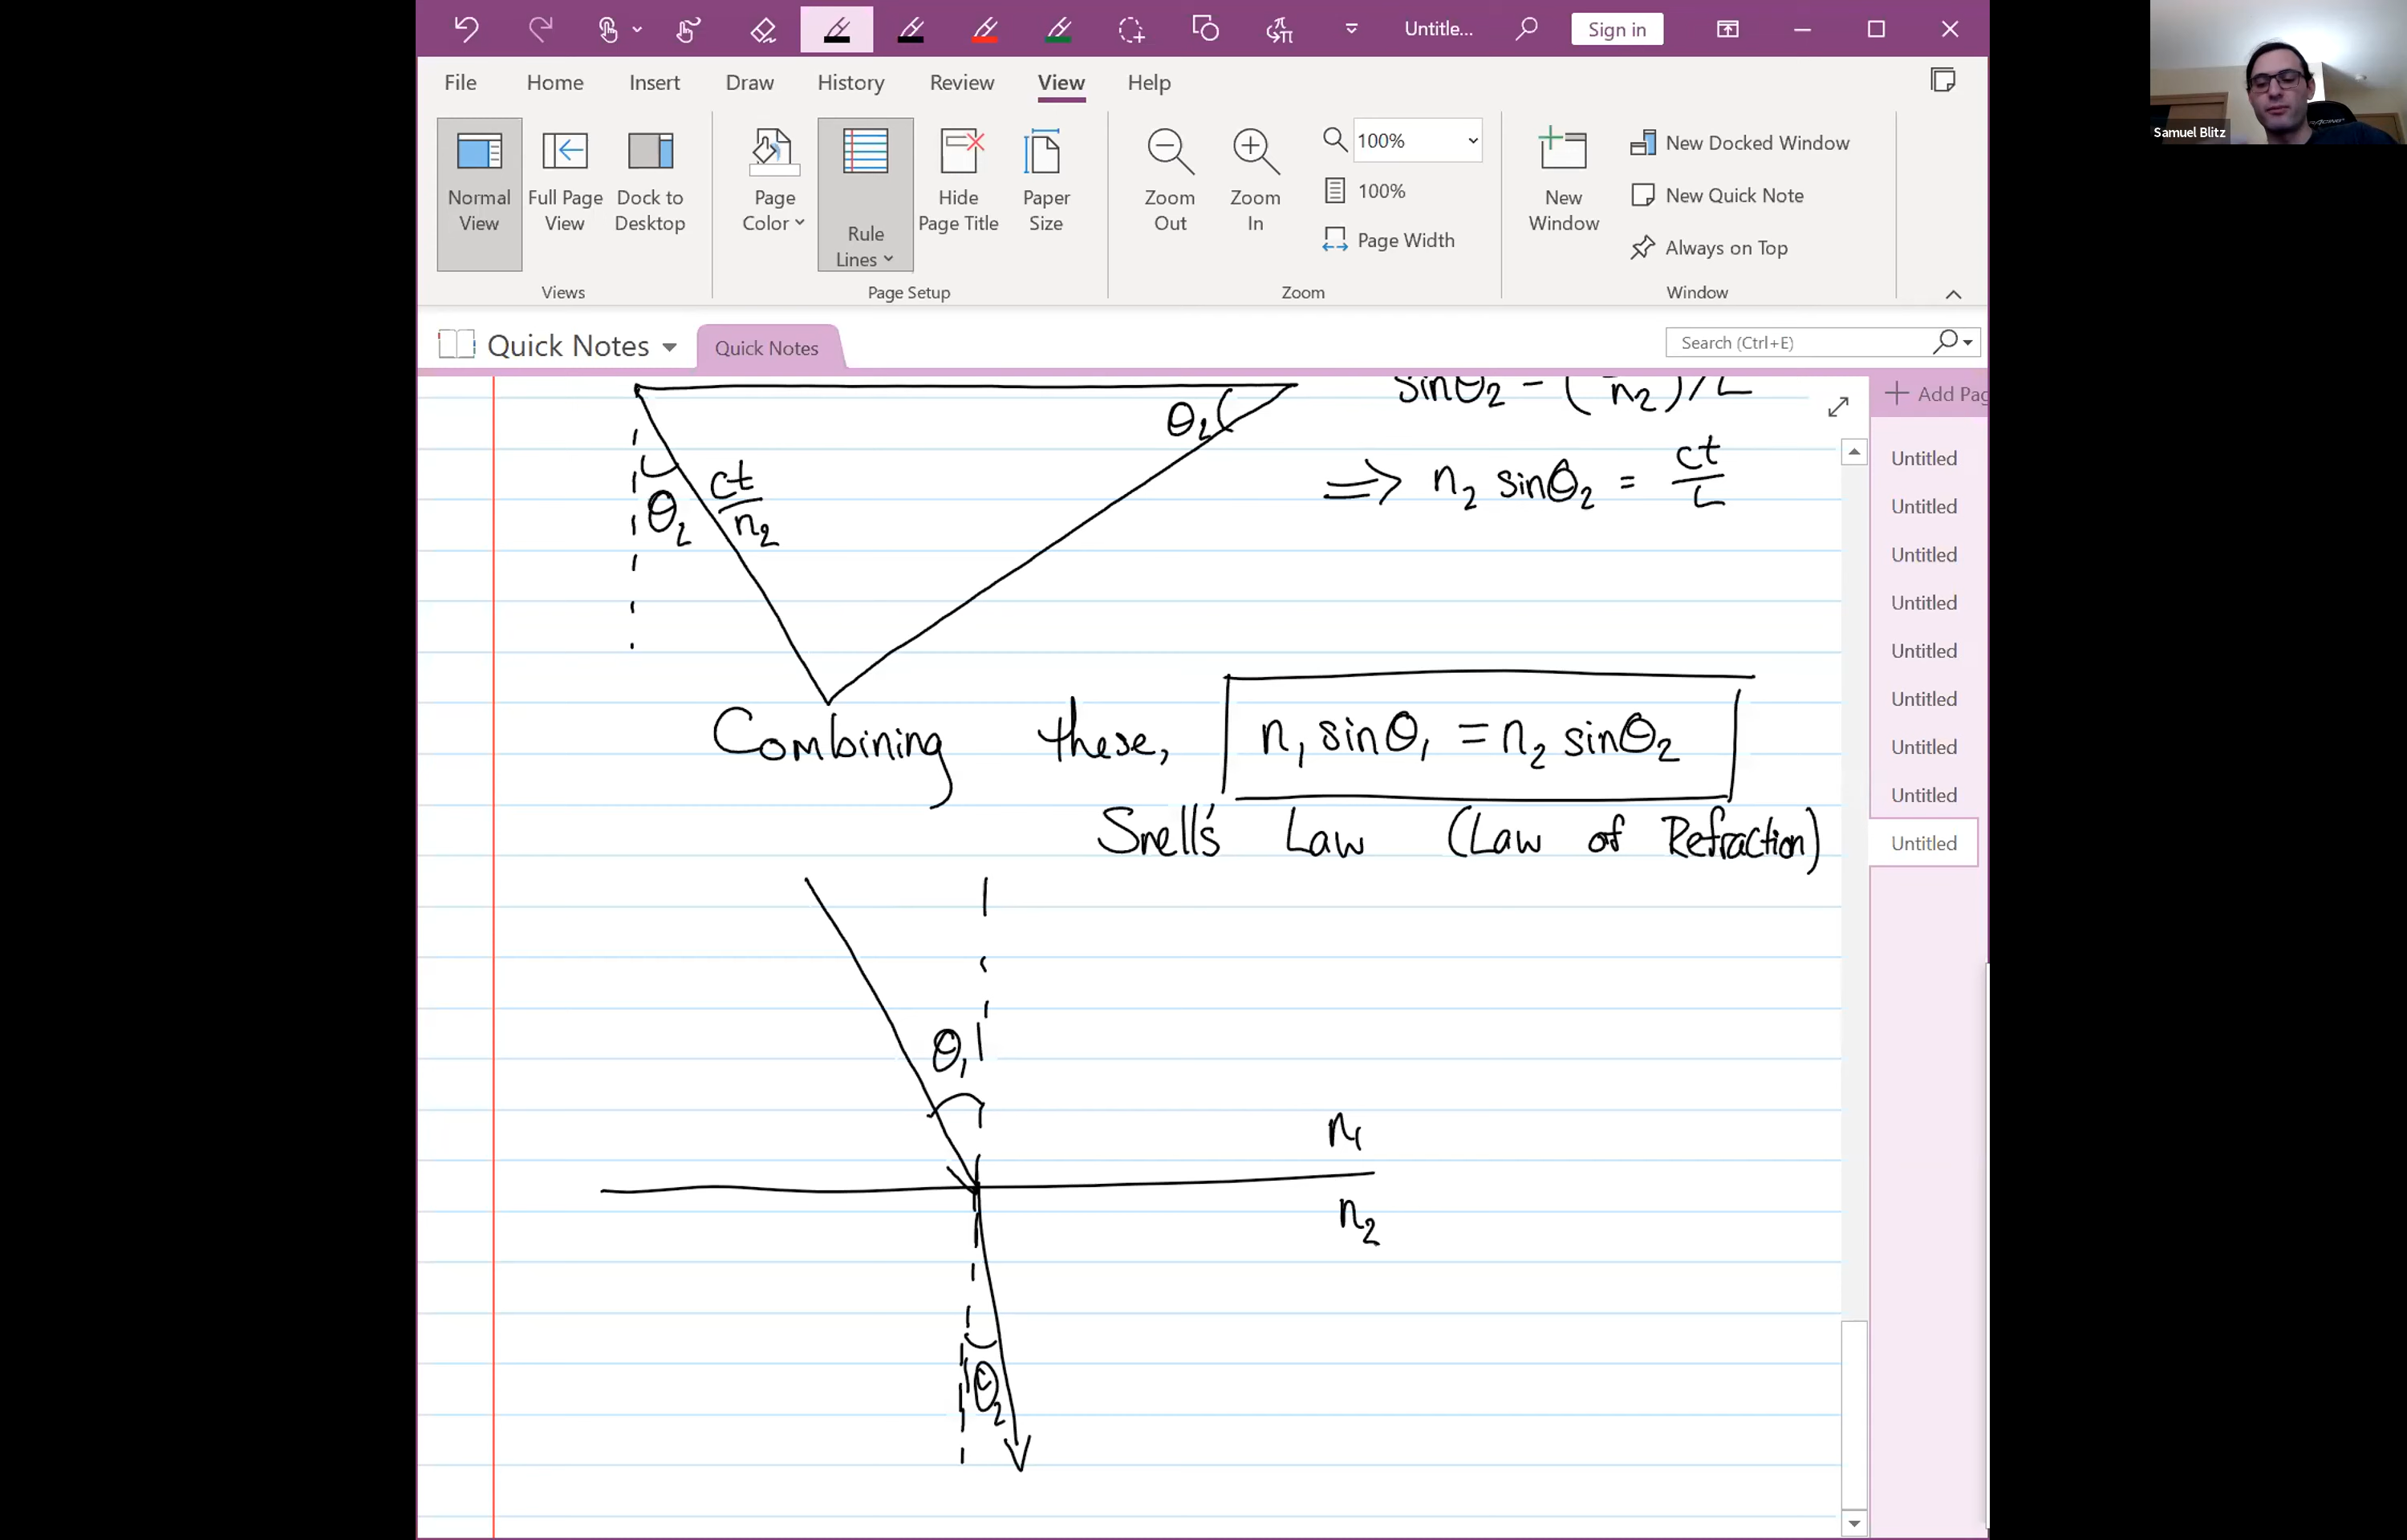 Untitle...
Sign in
File Home Insert Draw History Review View Help
Normal View
Full Page View
Dock to Desktop
Views
Page Color
Rule Lines
Hide Page Title
Paper Size
Page Setup
Zoom Out
Zoom In
100%
100%
Page Width
Zoom
New Window
New Docked Window
New Quick Note
Always on Top
Window
Samuel Blitz
Quick Notes
Quick Notes
Search (Ctrl+E)
Add Pag
Untitled
Untitled
Untitled
Untitled
Untitled
Untitled
Untitled
Untitled
Untitled
θ₂
sinθ₂ = ( n₂ ) / L
θ₂
ct/n₂
⟹ n₂ sinθ₂ = ct/L
Combining these, n₁ sinθ₁ = n₂ sinθ₂
Snell's Law (Law of Refraction)
θ₁
n₁
n₂
θ₂